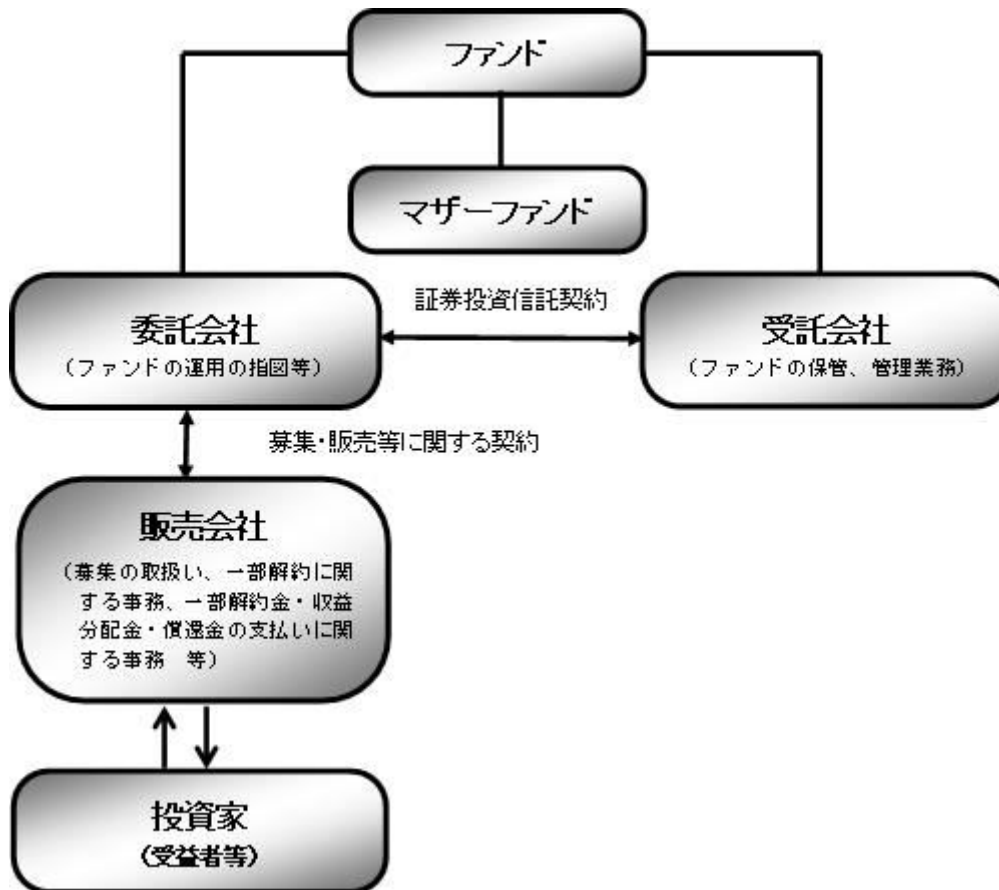 ファンド
マザーファンド
証券投資信託契約
委託会社
（ファンドの運用の指図等）
受託会社
（ファンドの保管、管理業務）
募集・販売等に関する契約
販売会社
（募集の取扱い、一部解約に関
する事務、一部解約金・収益
分配金・償還金の支払いに関
する事務　等）
投資家
（受益者等）